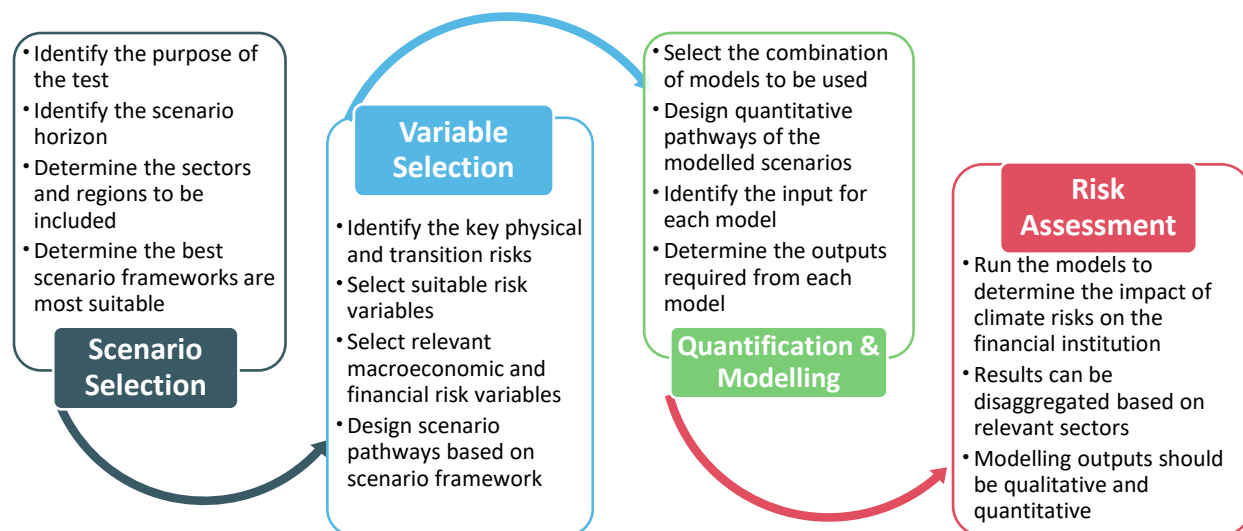 • Identify the purpose of
the test
• Identify the scenario
horizon
• Determine the sectors
and regions to be
included
• Determine the best
scenario frameworks are
most suitable
Scenario
Selection
Variable
Selection
• Identify the key physical
and transition risks
• Select suitable risk
variables
• Select relevant
macroeconomic and
financial risk variables
• Design scenario
pathways based on
scenario framework
• Select the combination
of models to be used
• Design quantitative
pathways of the
modelled scenarios
• Identify the input for
each model
• Determine the outputs
required from each
model
Quantification &
Modelling
Risk
Assessment
• Run the models to
determine the impact of
climate risks on the
financial institution
• Results can be
disaggregated based on
relevant sectors
• Modelling outputs should
be qualitative and
quantitative